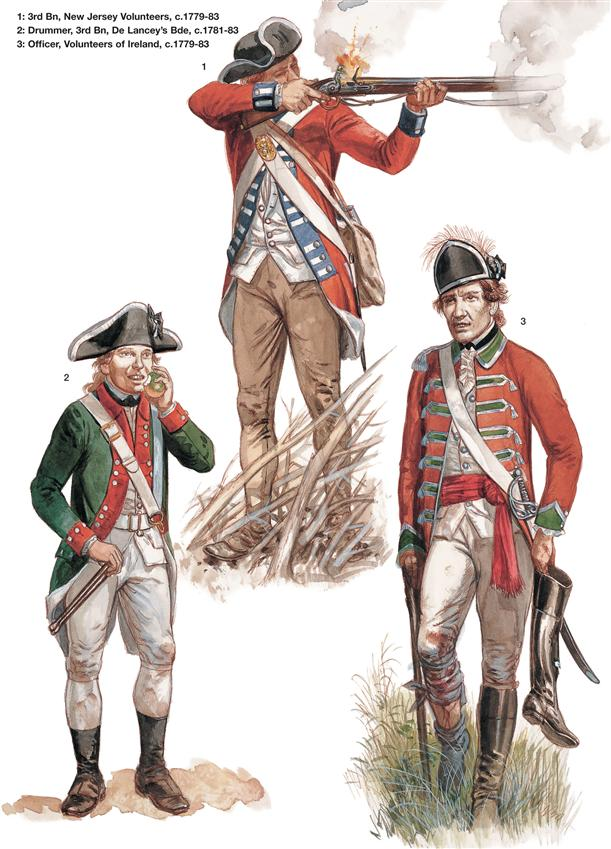 1: 3rd Bn, New Jersey Volunteers, c.1779-83
2: Drummer, 3rd Bn, De Lancey's Bde, c.1781-83
3: Officer, Volunteers of Ireland, c.1779-83
1
3
2